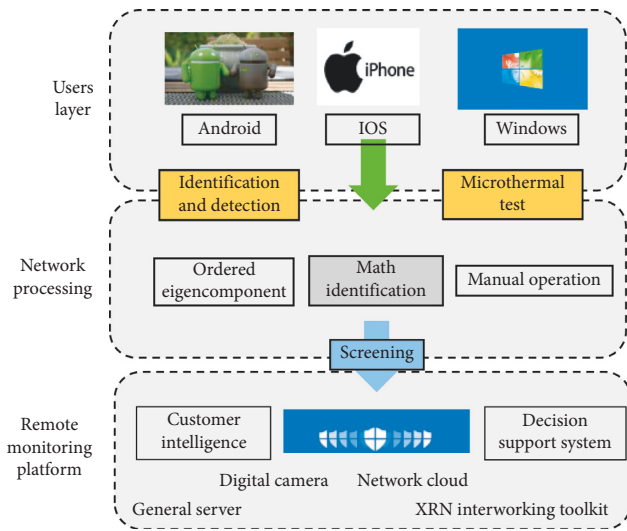 Users
layer
iPhone
Android
IOS
Windows
Identification
and detection
Microthermal
test
Network
processing
Ordered
eigencomponent
Math
identification
Manual operation
Screening
Remote
monitoring
platform
Customer
intelligence
Decision
support system
Digital camera
Network cloud
General server
XRN interworking toolkit